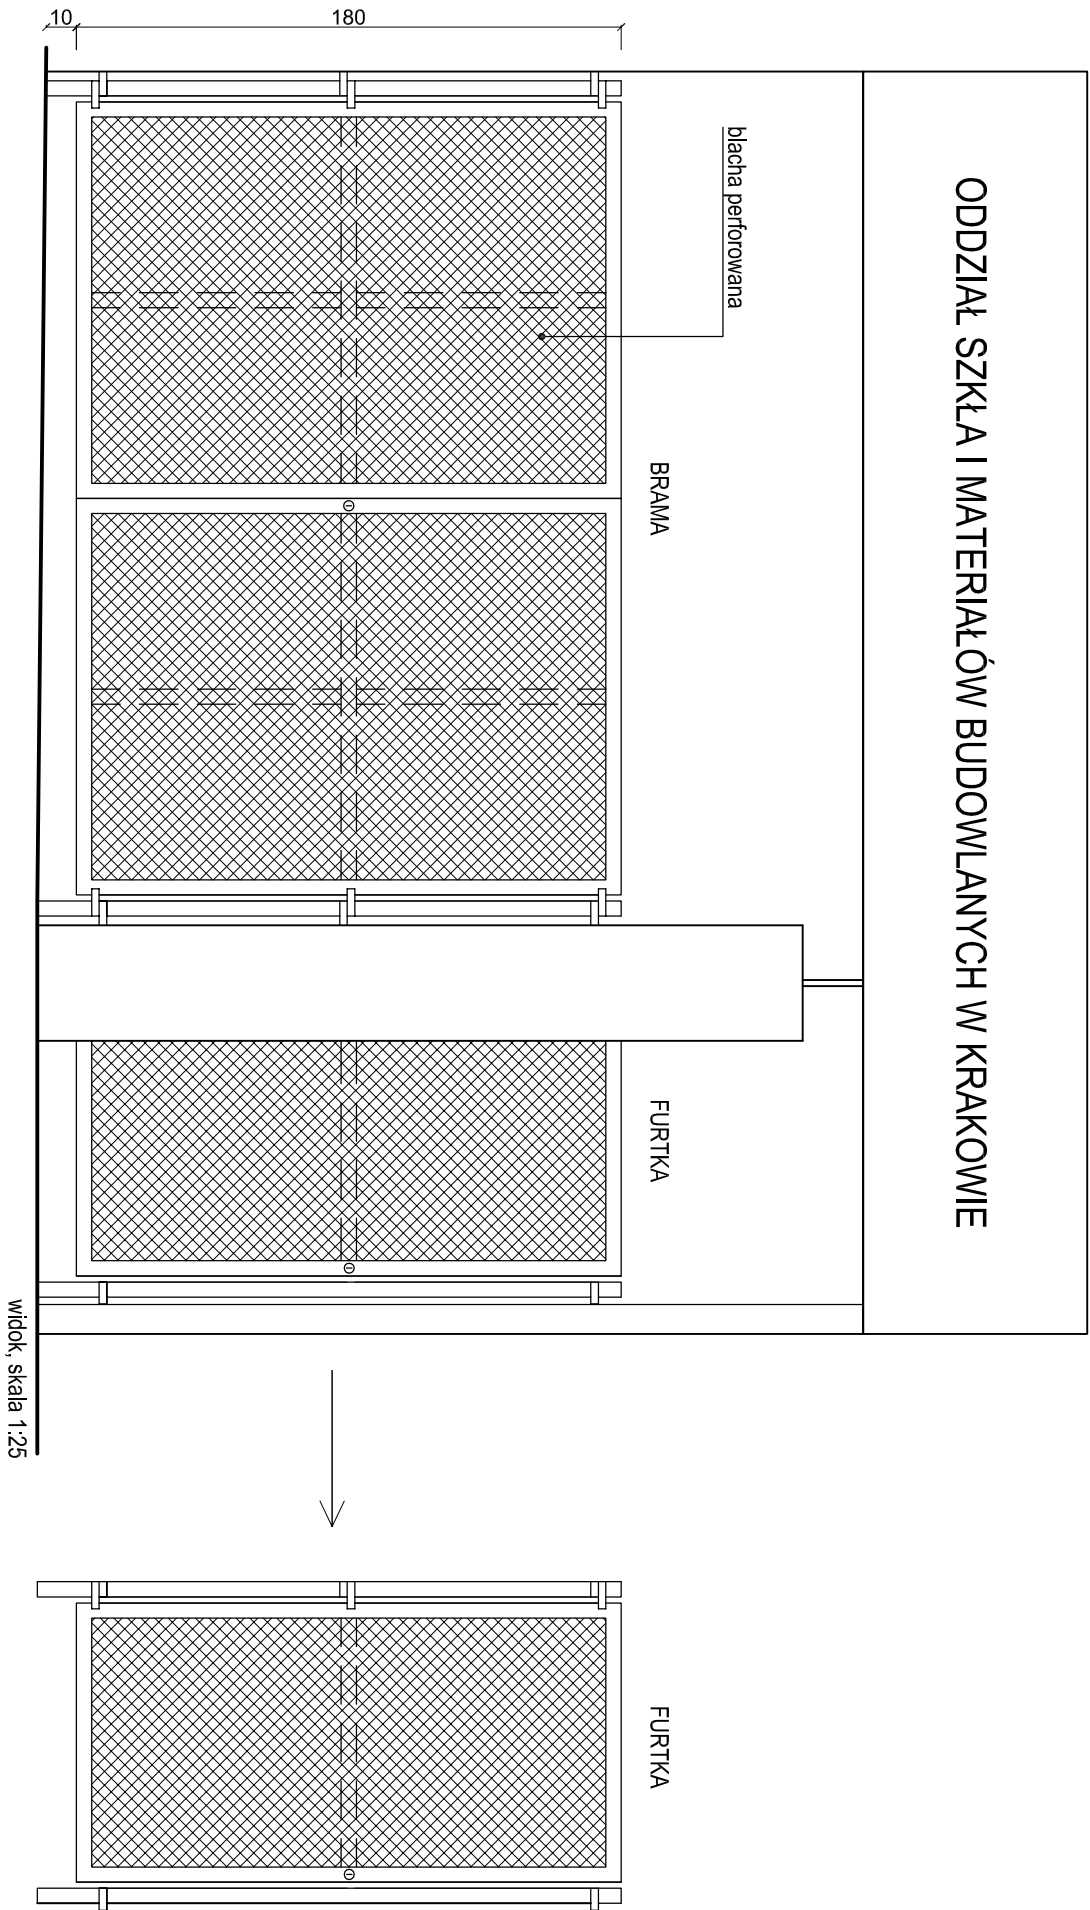 ODDZIAŁ SZKŁA I MATERIAŁÓW BUDOWLANYCH W KRAKOWIE
blacha perforowana
BRAMA
FURTKA
FURTKA
10
180
widok, skala 1:25